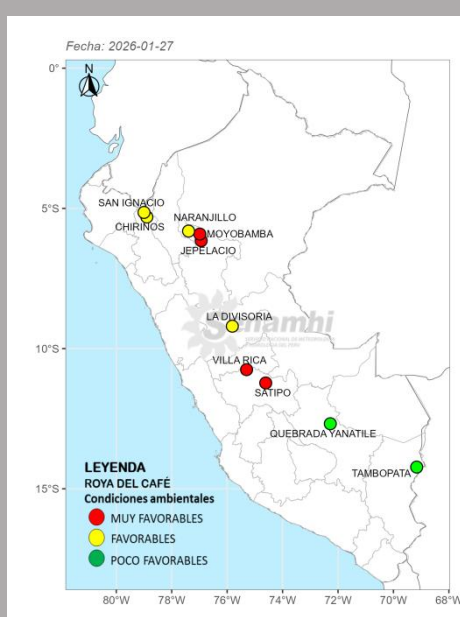 Fecha: 2026-01-27
N
0°
5°S
10°S
15°S
SAN IGNACIO
CHIRINOS
NARANJILLO
MOYOBAMBA
JEPELACIO
LA DIVISORIA
Senamhi
VILLA RICA
SATIPO
QUEBRADA YANATILE
TAMBOPATA
LEYENDA
ROYA DEL CAFÉ
Condiciones ambientales
MUY FAVORABLES
FAVORABLES
POCO FAVORABLES
80°W 78°W 76°W 74°W 72°W 70°W 68°W